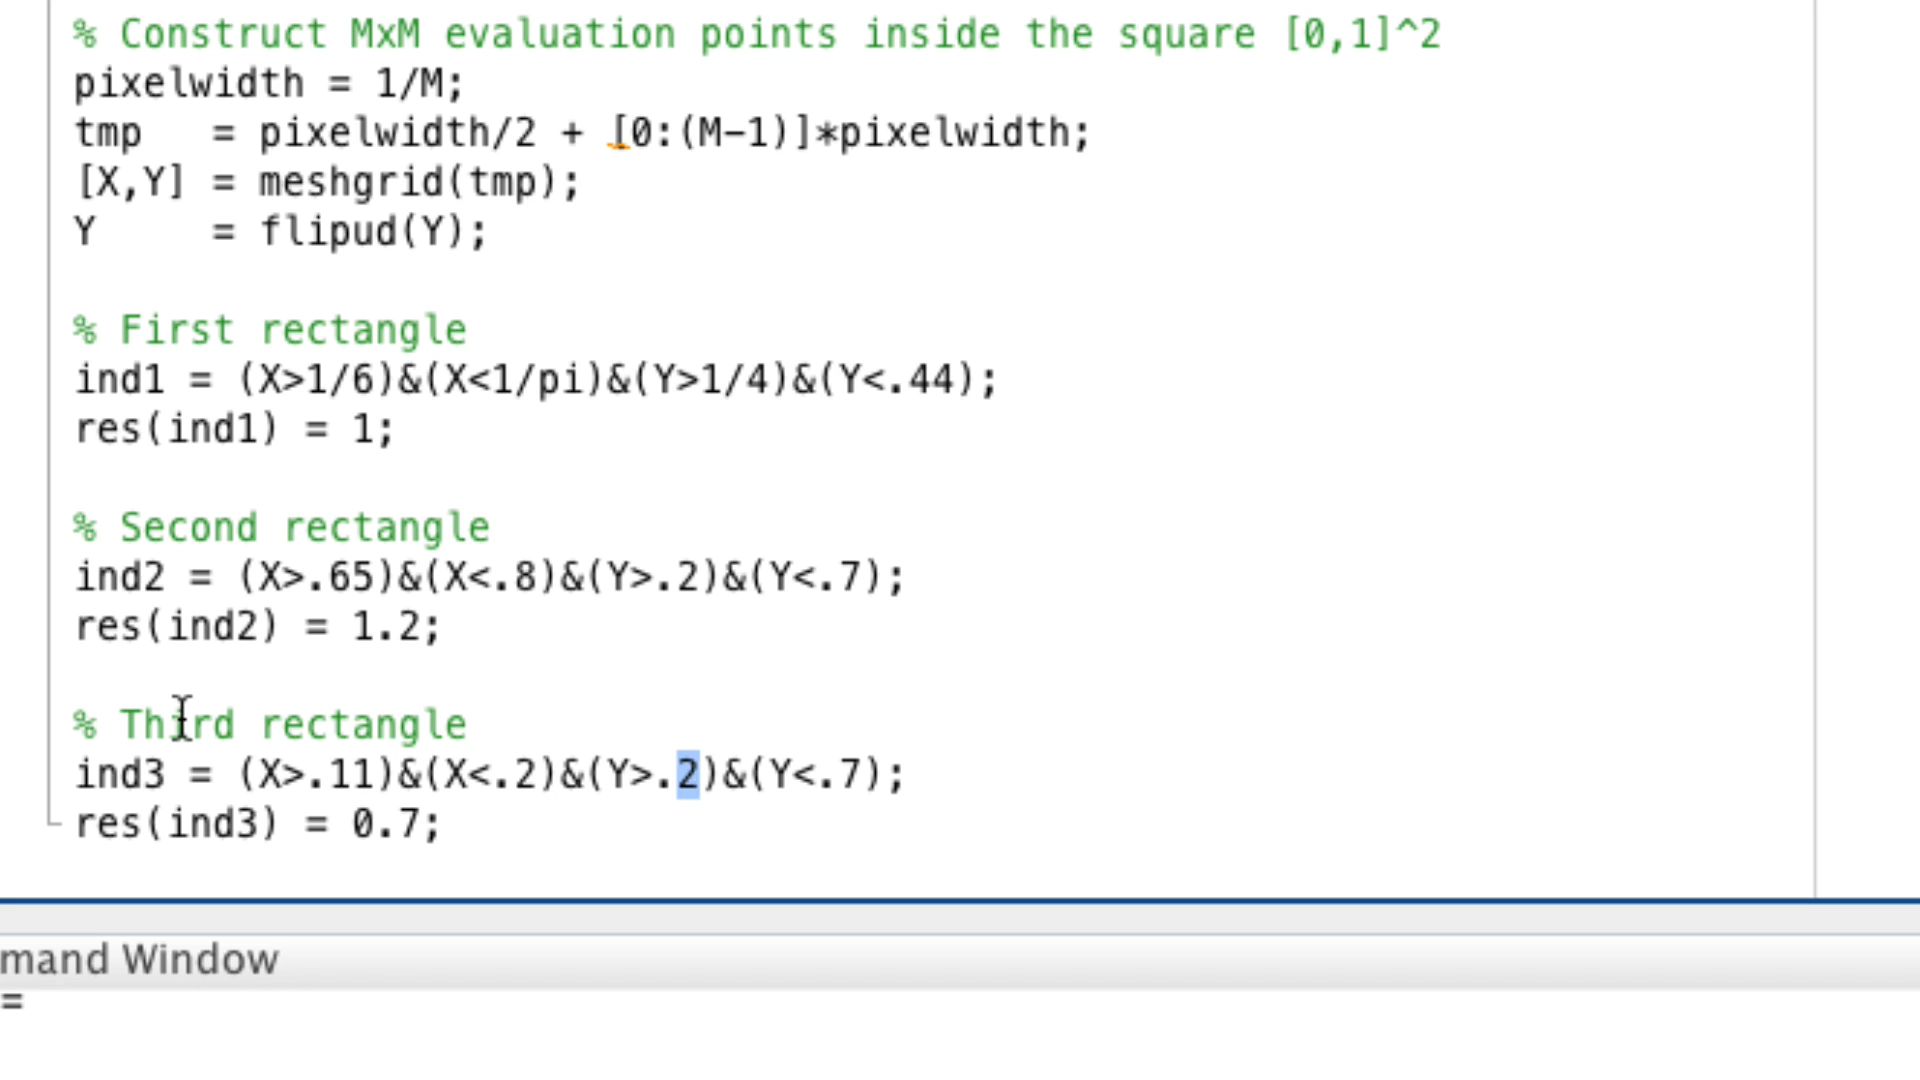 % Construct MxM evaluation points inside the square [0,1]^2
pixelwidth = 1/M;
tmp   = pixelwidth/2 + [0:(M-1)]*pixelwidth;
[X,Y] = meshgrid(tmp);
Y     = flipud(Y);
% First rectangle
ind1 = (X>1/6)&(X<1/pi)&(Y>1/4)&(Y<.44);
res(ind1) = 1;
% Second rectangle
ind2 = (X>.65)&(X<.8)&(Y>.2)&(Y<.7);
res(ind2) = 1.2;
% Third rectangle
ind3 = (X>.11)&(X<.2)&(Y>.2)&(Y<.7);
res(ind3) = 0.7;
mand Window
=